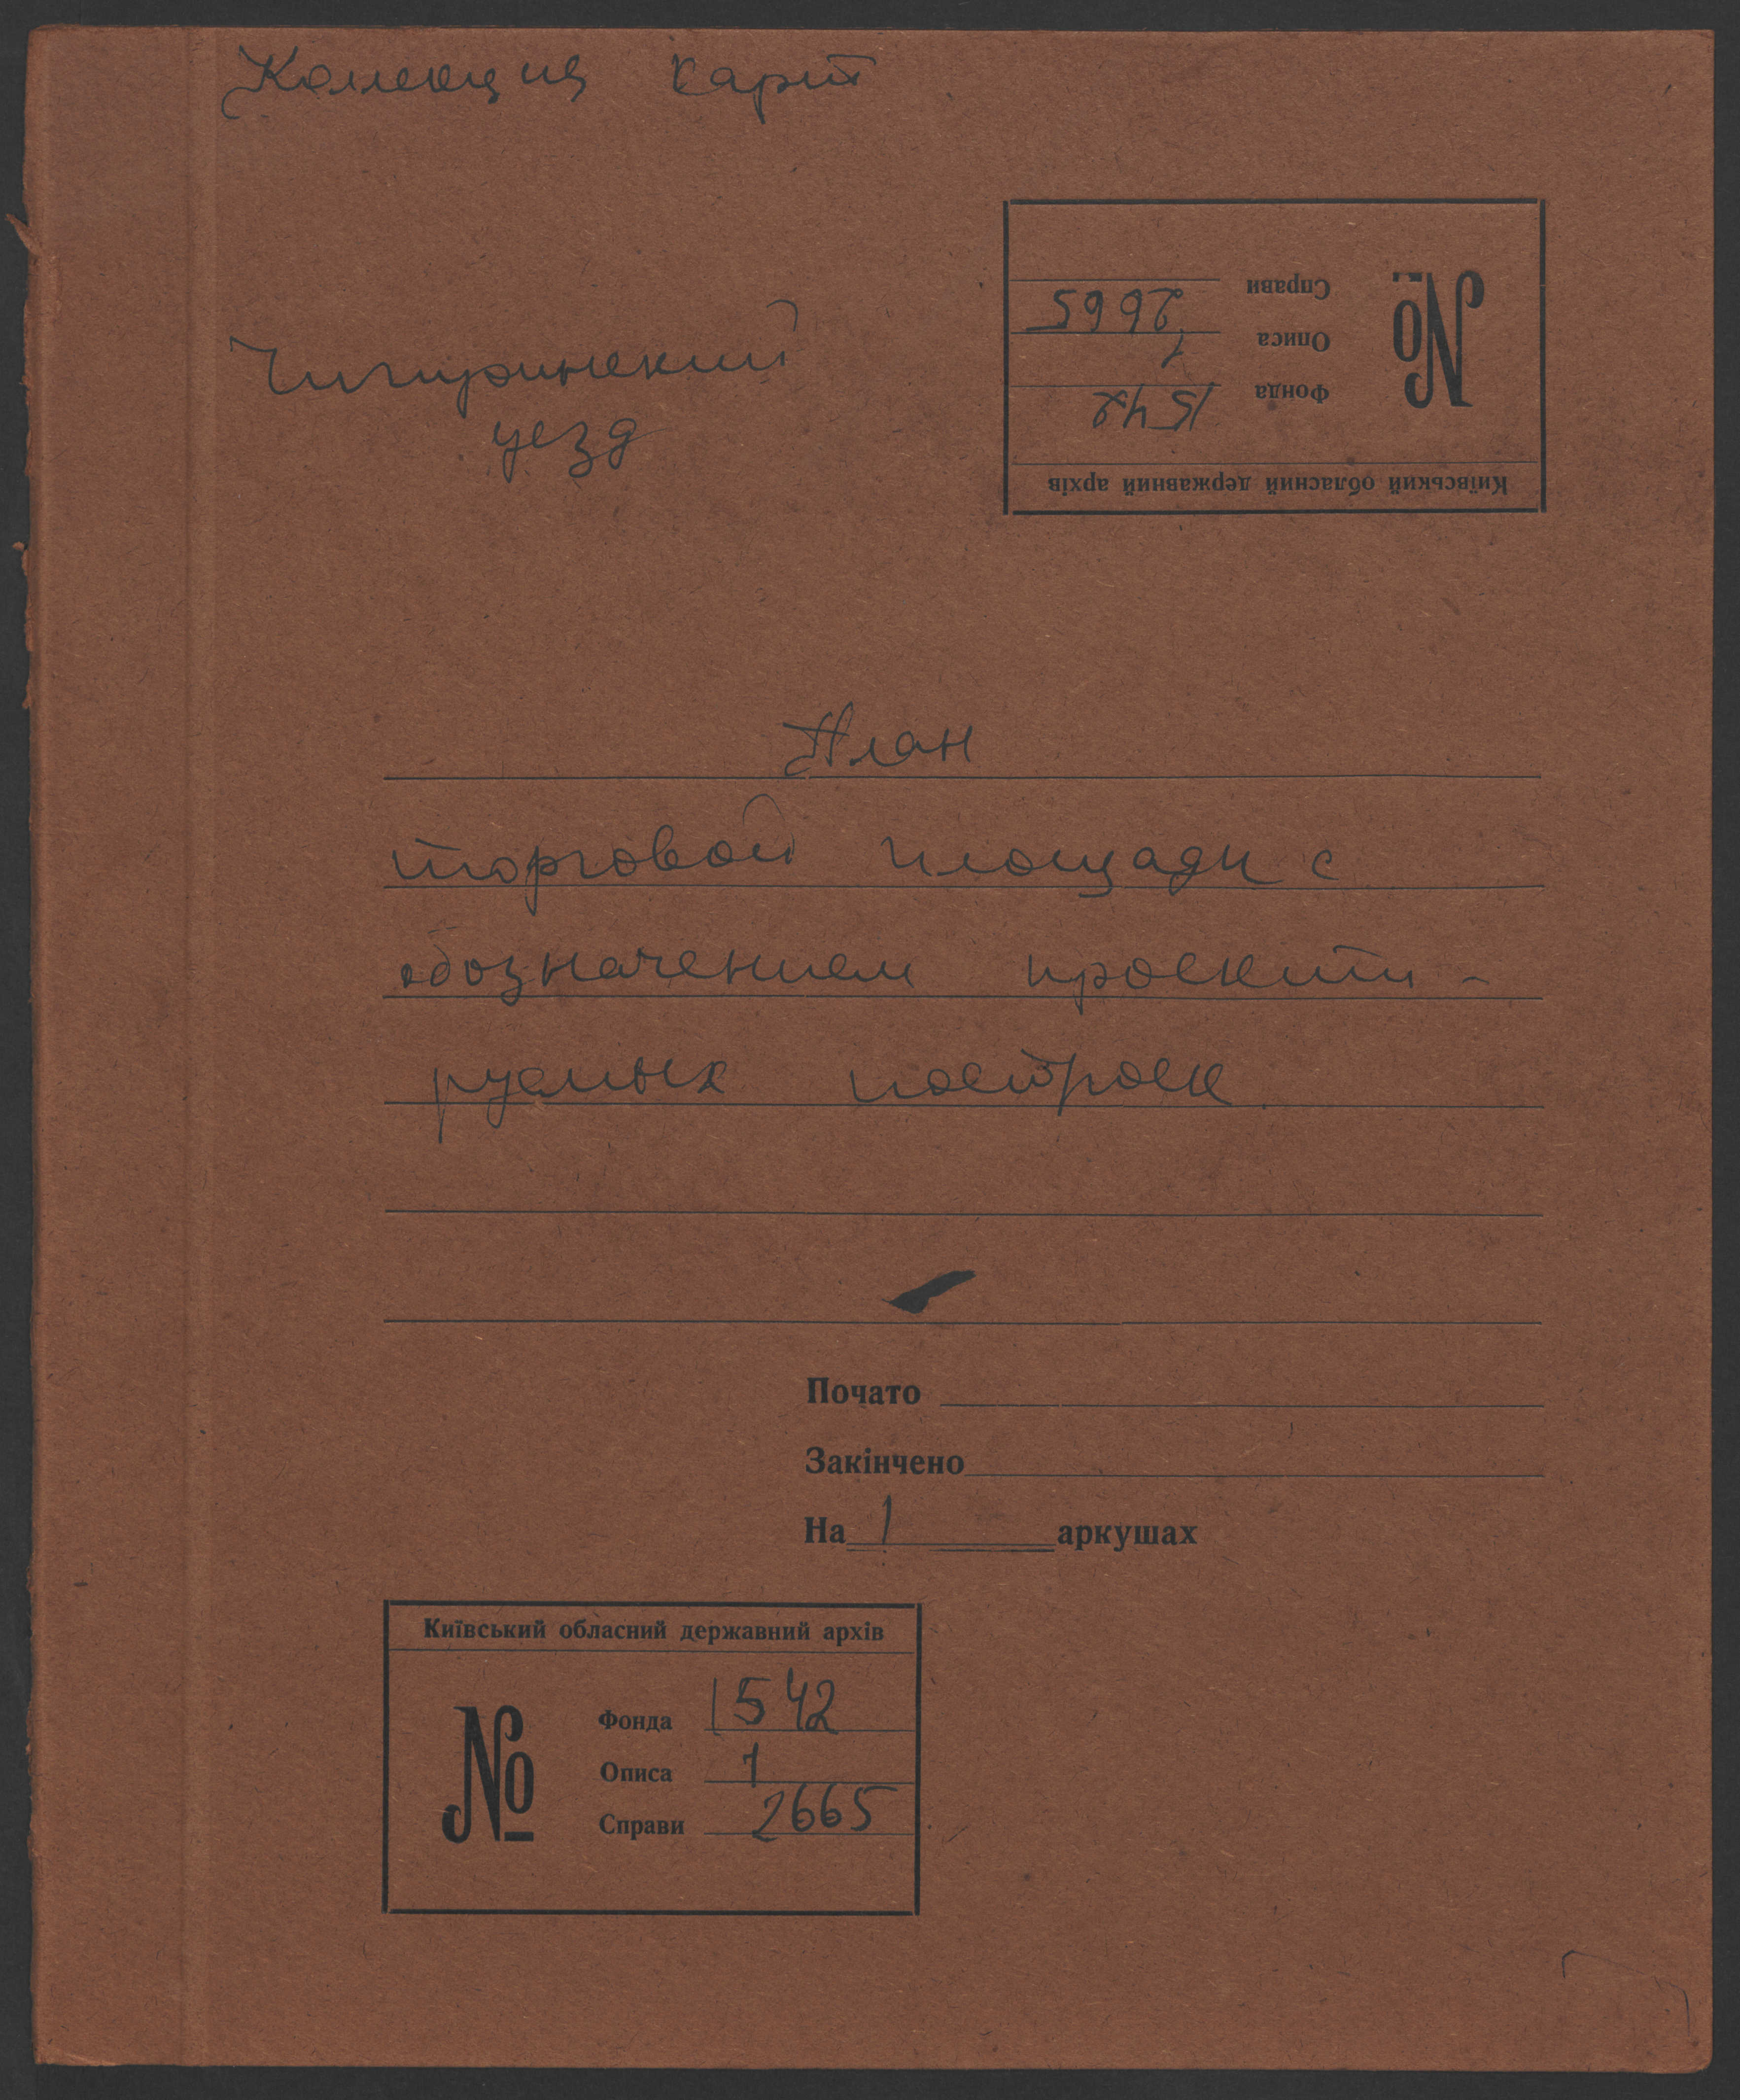 Коллекция карт
Справи 2665
Описа 1
Фонда 1542
№
Київський обласний державний архів
Чигиринский
уезд
План
торговой площади с
обозначением проекти-
руемых построек
Почато
Закінчено
На 1 аркушах
Київський обласний державний архів
№
Фонда 1542
Описа 1
Справи 2665